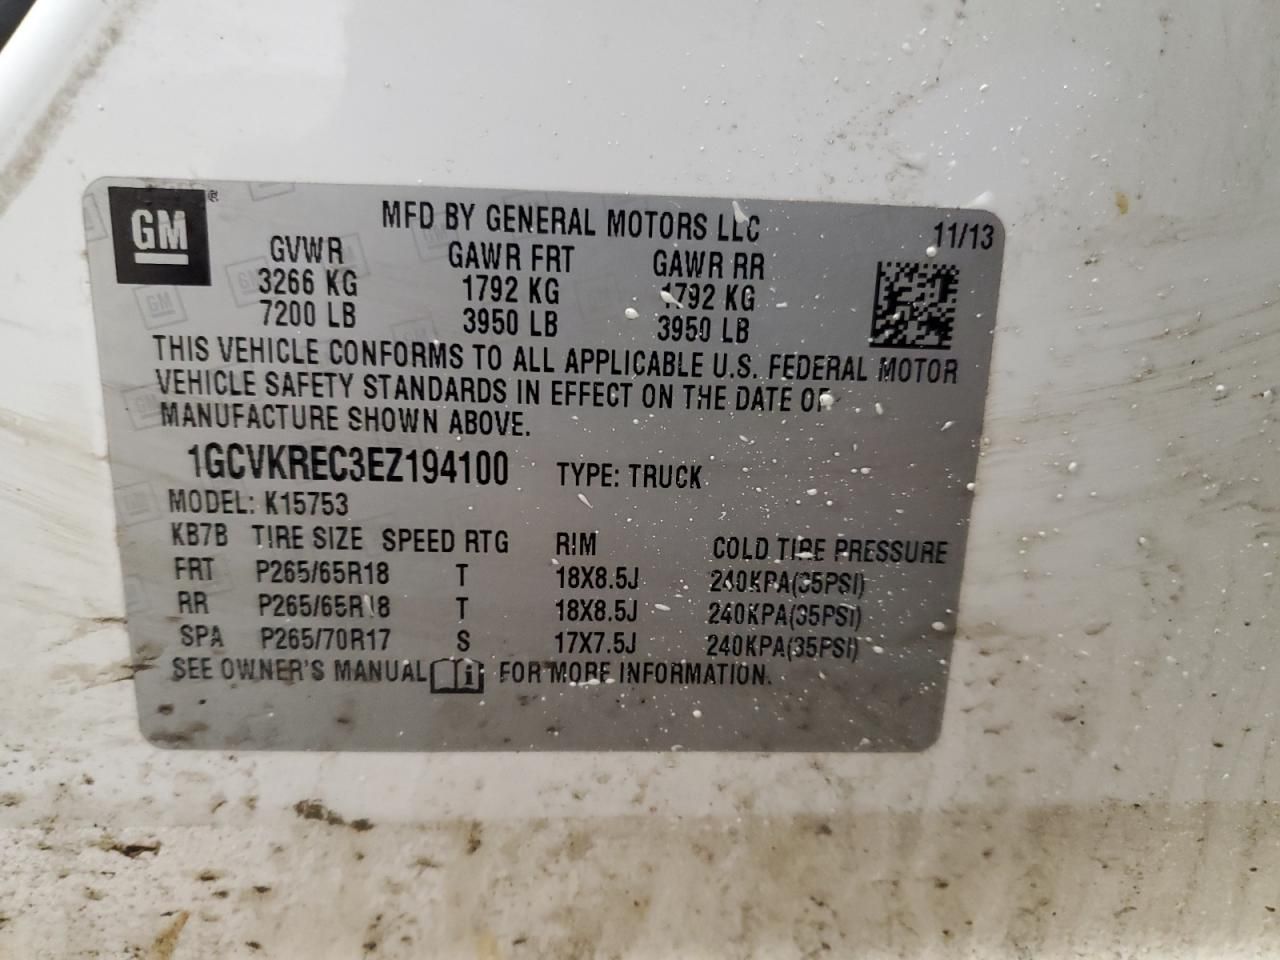 GM
MFD BY GENERAL MOTORS LLC 11/13
GVWR GAWR FRT GAWR RR
3266 KG 1792 KG 1792 KG
7200 LB 3950 LB 3950 LB
THIS VEHICLE CONFORMS TO ALL APPLICABLE U.S. FEDERAL MOTOR
VEHICLE SAFETY STANDARDS IN EFFECT ON THE DATE OF
MANUFACTURE SHOWN ABOVE.
1GCVKREC3EZ194100 TYPE: TRUCK
MODEL: K15753
KB7B TIRE SIZE SPEED RTG RIM COLD TIRE PRESSURE
FRT P265/65R18 T 18X8.5J 240KPA(35PSI)
RR P265/65R18 T 18X8.5J 240KPA(35PSI)
SPA P265/70R17 S 17X7.5J 240KPA(35PSI)
SEE OWNER'S MANUAL FOR MORE INFORMATION.